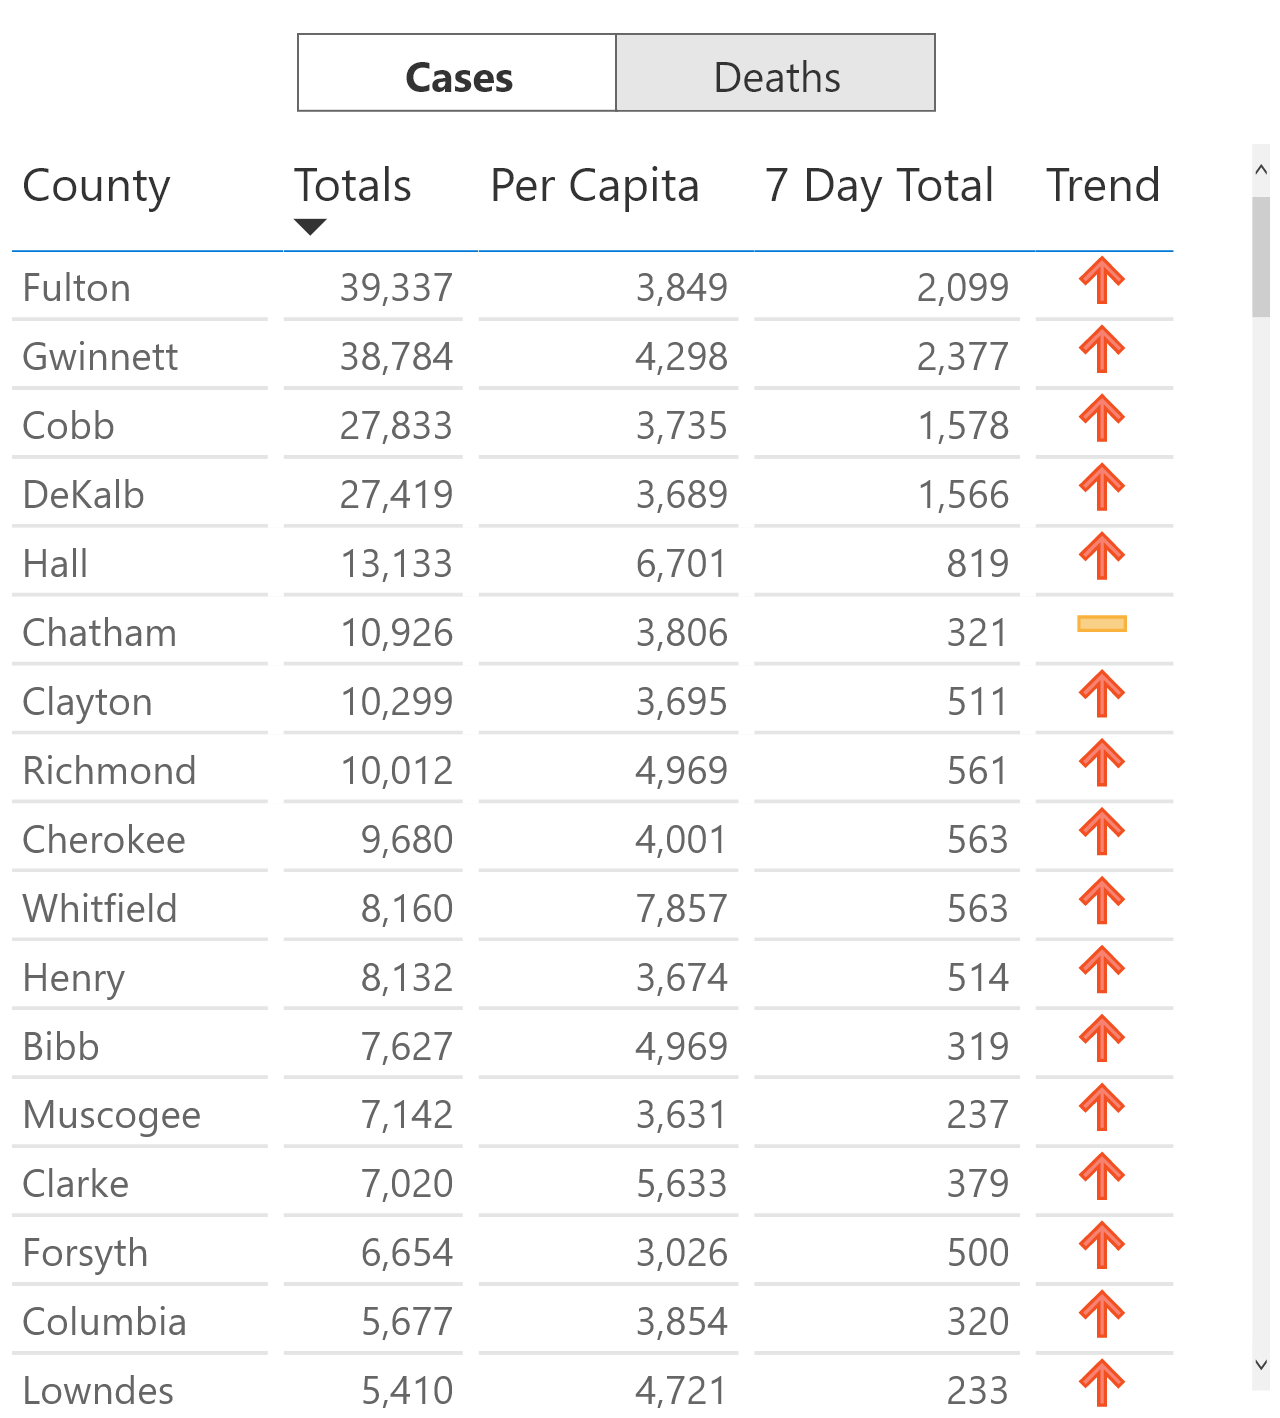 Cases Deaths
County Totals Per Capita 7 Day Total Trend
Fulton 39,337 3,849 2,099
Gwinnett 38,784 4,298 2,377
Cobb 27,833 3,735 1,578
DeKalb 27,419 3,689 1,566
Hall 13,133 6,701 819
Chatham 10,926 3,806 321
Clayton 10,299 3,695 511
Richmond 10,012 4,969 561
Cherokee 9,680 4,001 563
Whitfield 8,160 7,857 563
Henry 8,132 3,674 514
Bibb 7,627 4,969 319
Muscogee 7,142 3,631 237
Clarke 7,020 5,633 379
Forsyth 6,654 3,026 500
Columbia 5,677 3,854 320
Lowndes 5,410 4,721 233